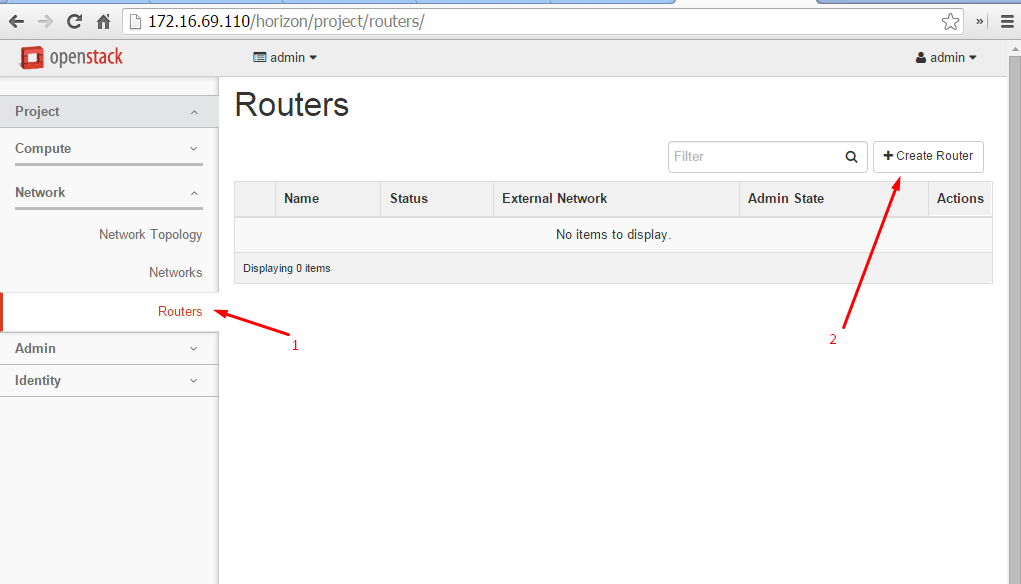 172.16.69.110/horizon/project/routers/
»
openstack
admin
admin
Project
Compute
Network
Network Topology
Networks
Routers
Admin
Identity
Routers
Filter
+ Create Router
Name Status External Network Admin State Actions
No items to display.
Displaying 0 items
1
2